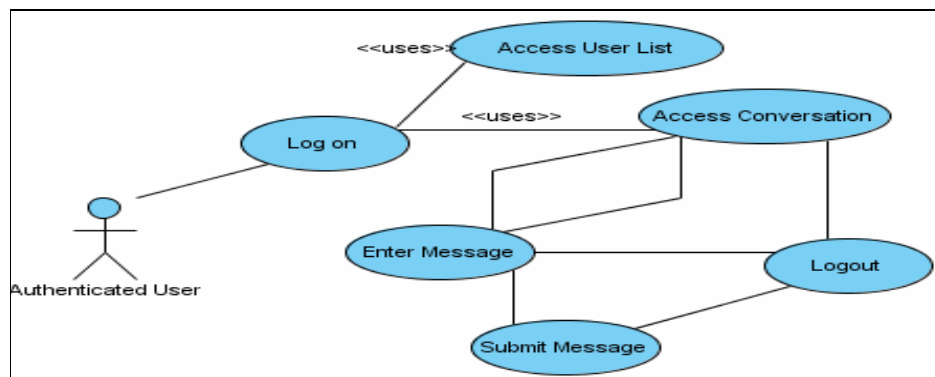 <<uses>>
Access User List
<<uses>>
Access Conversation
Log on
Enter Message
Logout
Authenticated User
Submit Message